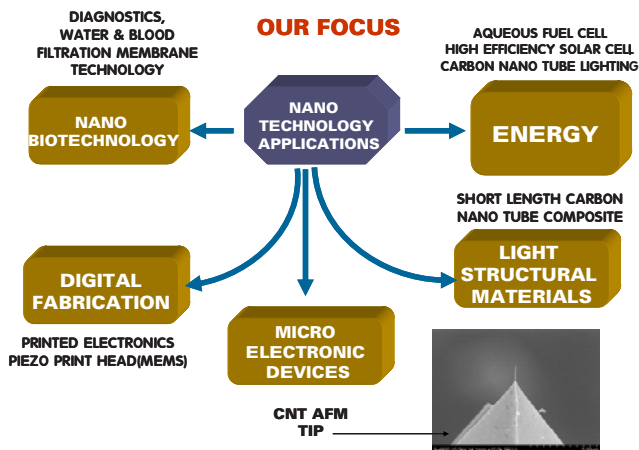 DIAGNOSTICS,
WATER & BLOOD
FILTRATION MEMBRANE
TECHNOLOGY
OUR FOCUS
AQUEOUS FUEL CELL
HIGH EFFICIENCY SOLAR CELL
CARBON NANO TUBE LIGHTING
NANO
BIOTECHNOLOGY
NANO
TECHNOLOGY
APPLICATIONS
ENERGY
SHORT LENGTH CARBON
NANO TUBE COMPOSITE
DIGITAL
FABRICATION
LIGHT
STRUCTURAL
MATERIALS
PRINTED ELECTRONICS
PIEZO PRINT HEAD(MEMS)
MICRO
ELECTRONIC
DEVICES
CNT AFM
TIP